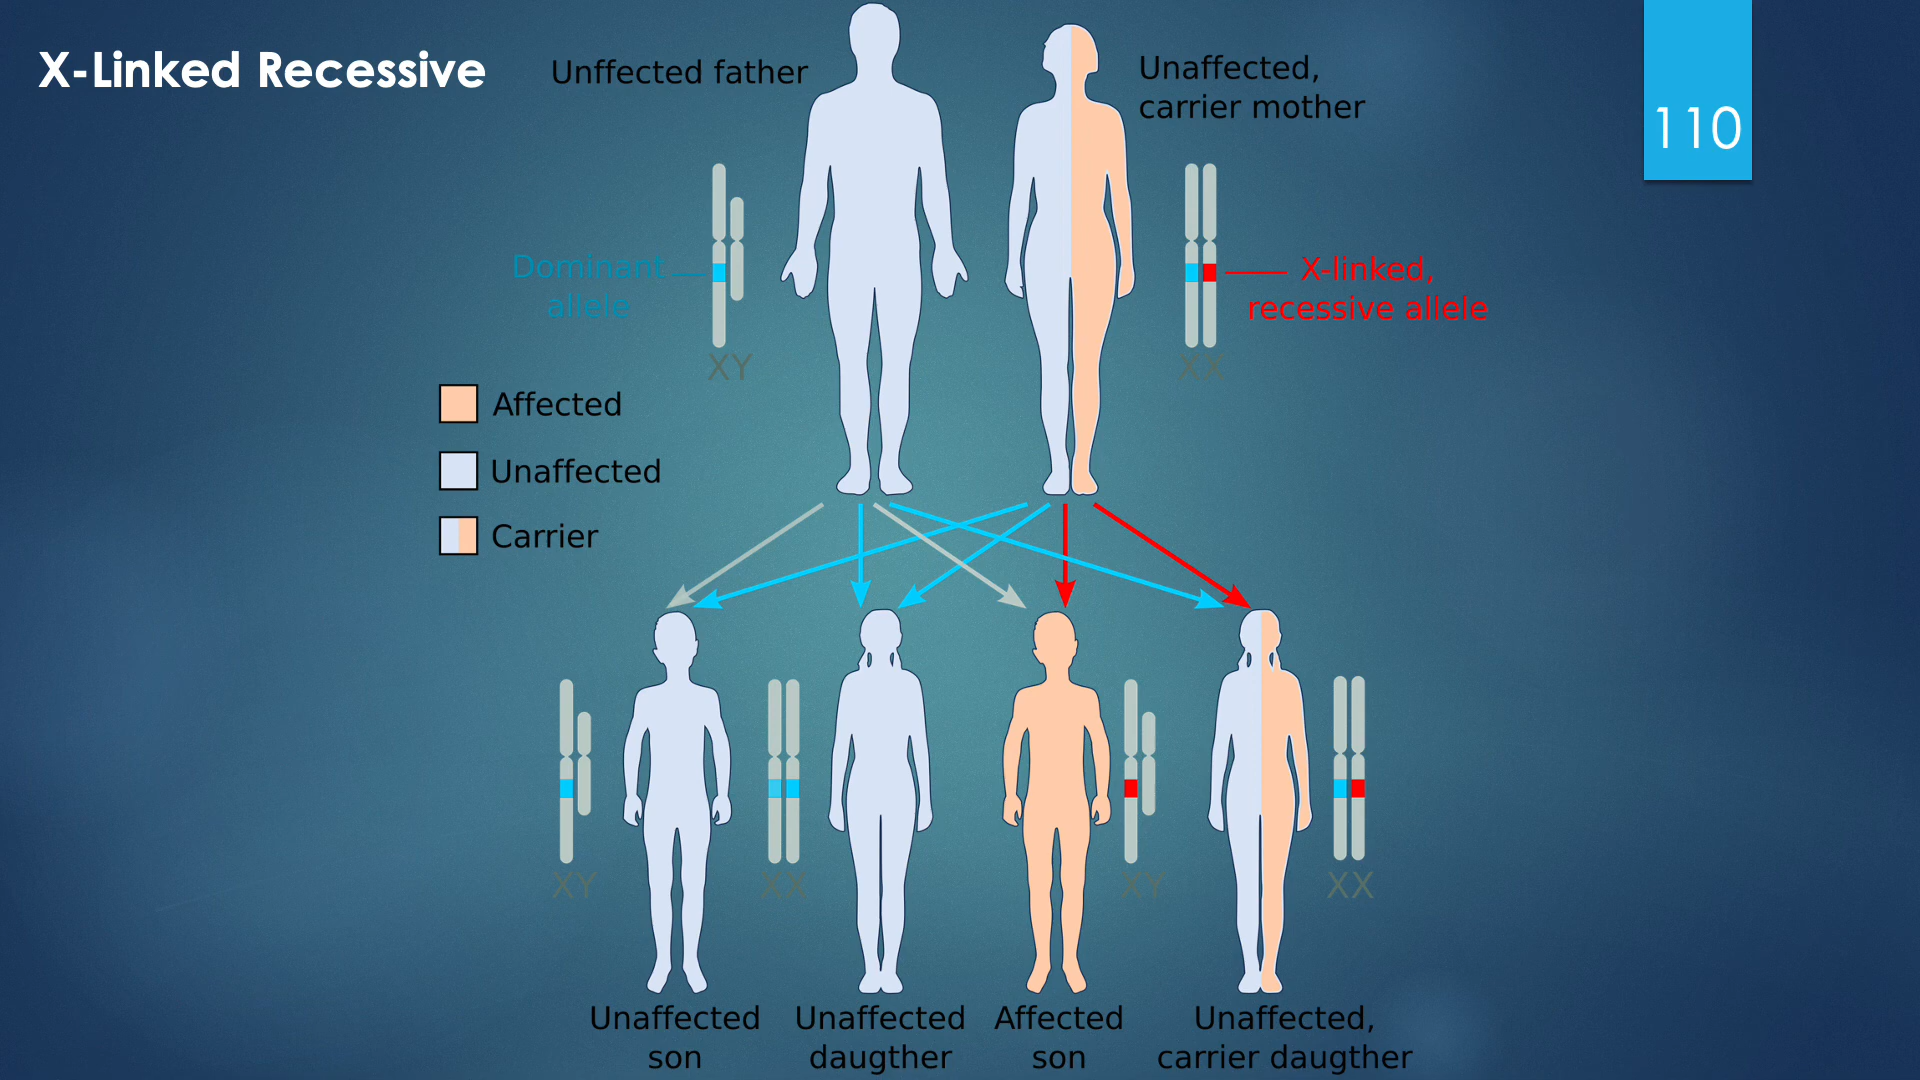 X-Linked Recessive
Unffected father
Unaffected,
carrier mother
110
Dominant
allele
X-linked,
recessive allele
XY
XX
Affected
Unaffected
Carrier
XY
XX
XY
XX
Unaffected
son
Unaffected
daugther
Affected
son
Unaffected,
carrier daugther